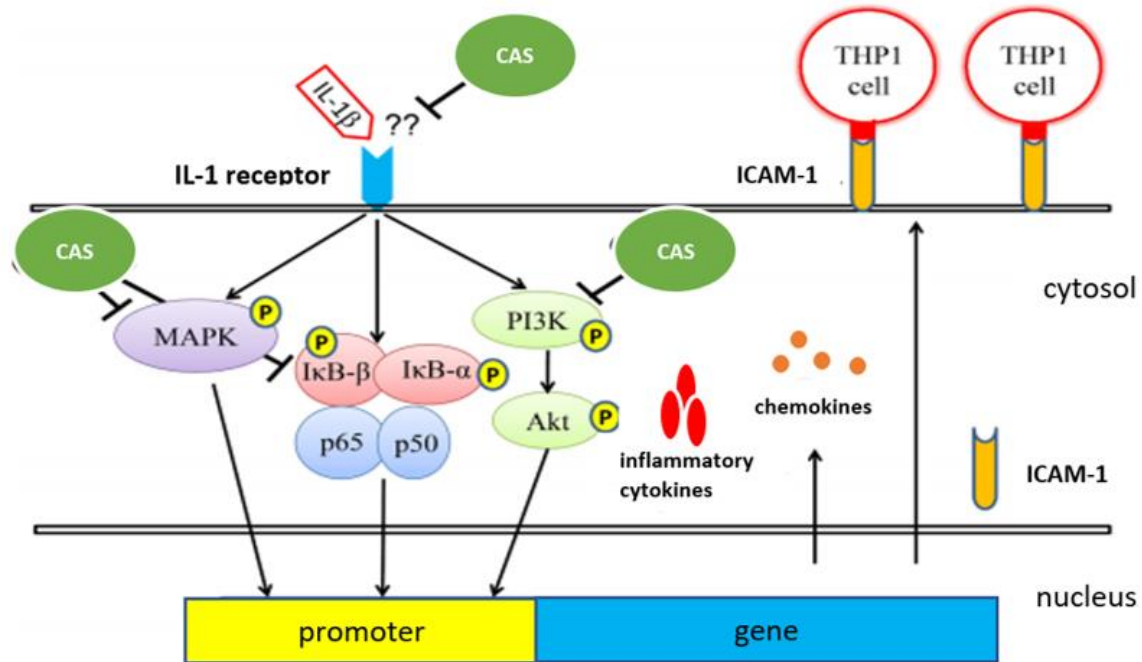 CAS
THP1
cell
THP1
cell
IL-1β
??
IL-1 receptor
ICAM-1
CAS
CAS
cytosol
MAPK
P
P
IκB-β
IκB-α
P
PI3K
P
Akt
P
p65
p50
inflammatory
cytokines
chemokines
ICAM-1
nucleus
promoter
gene